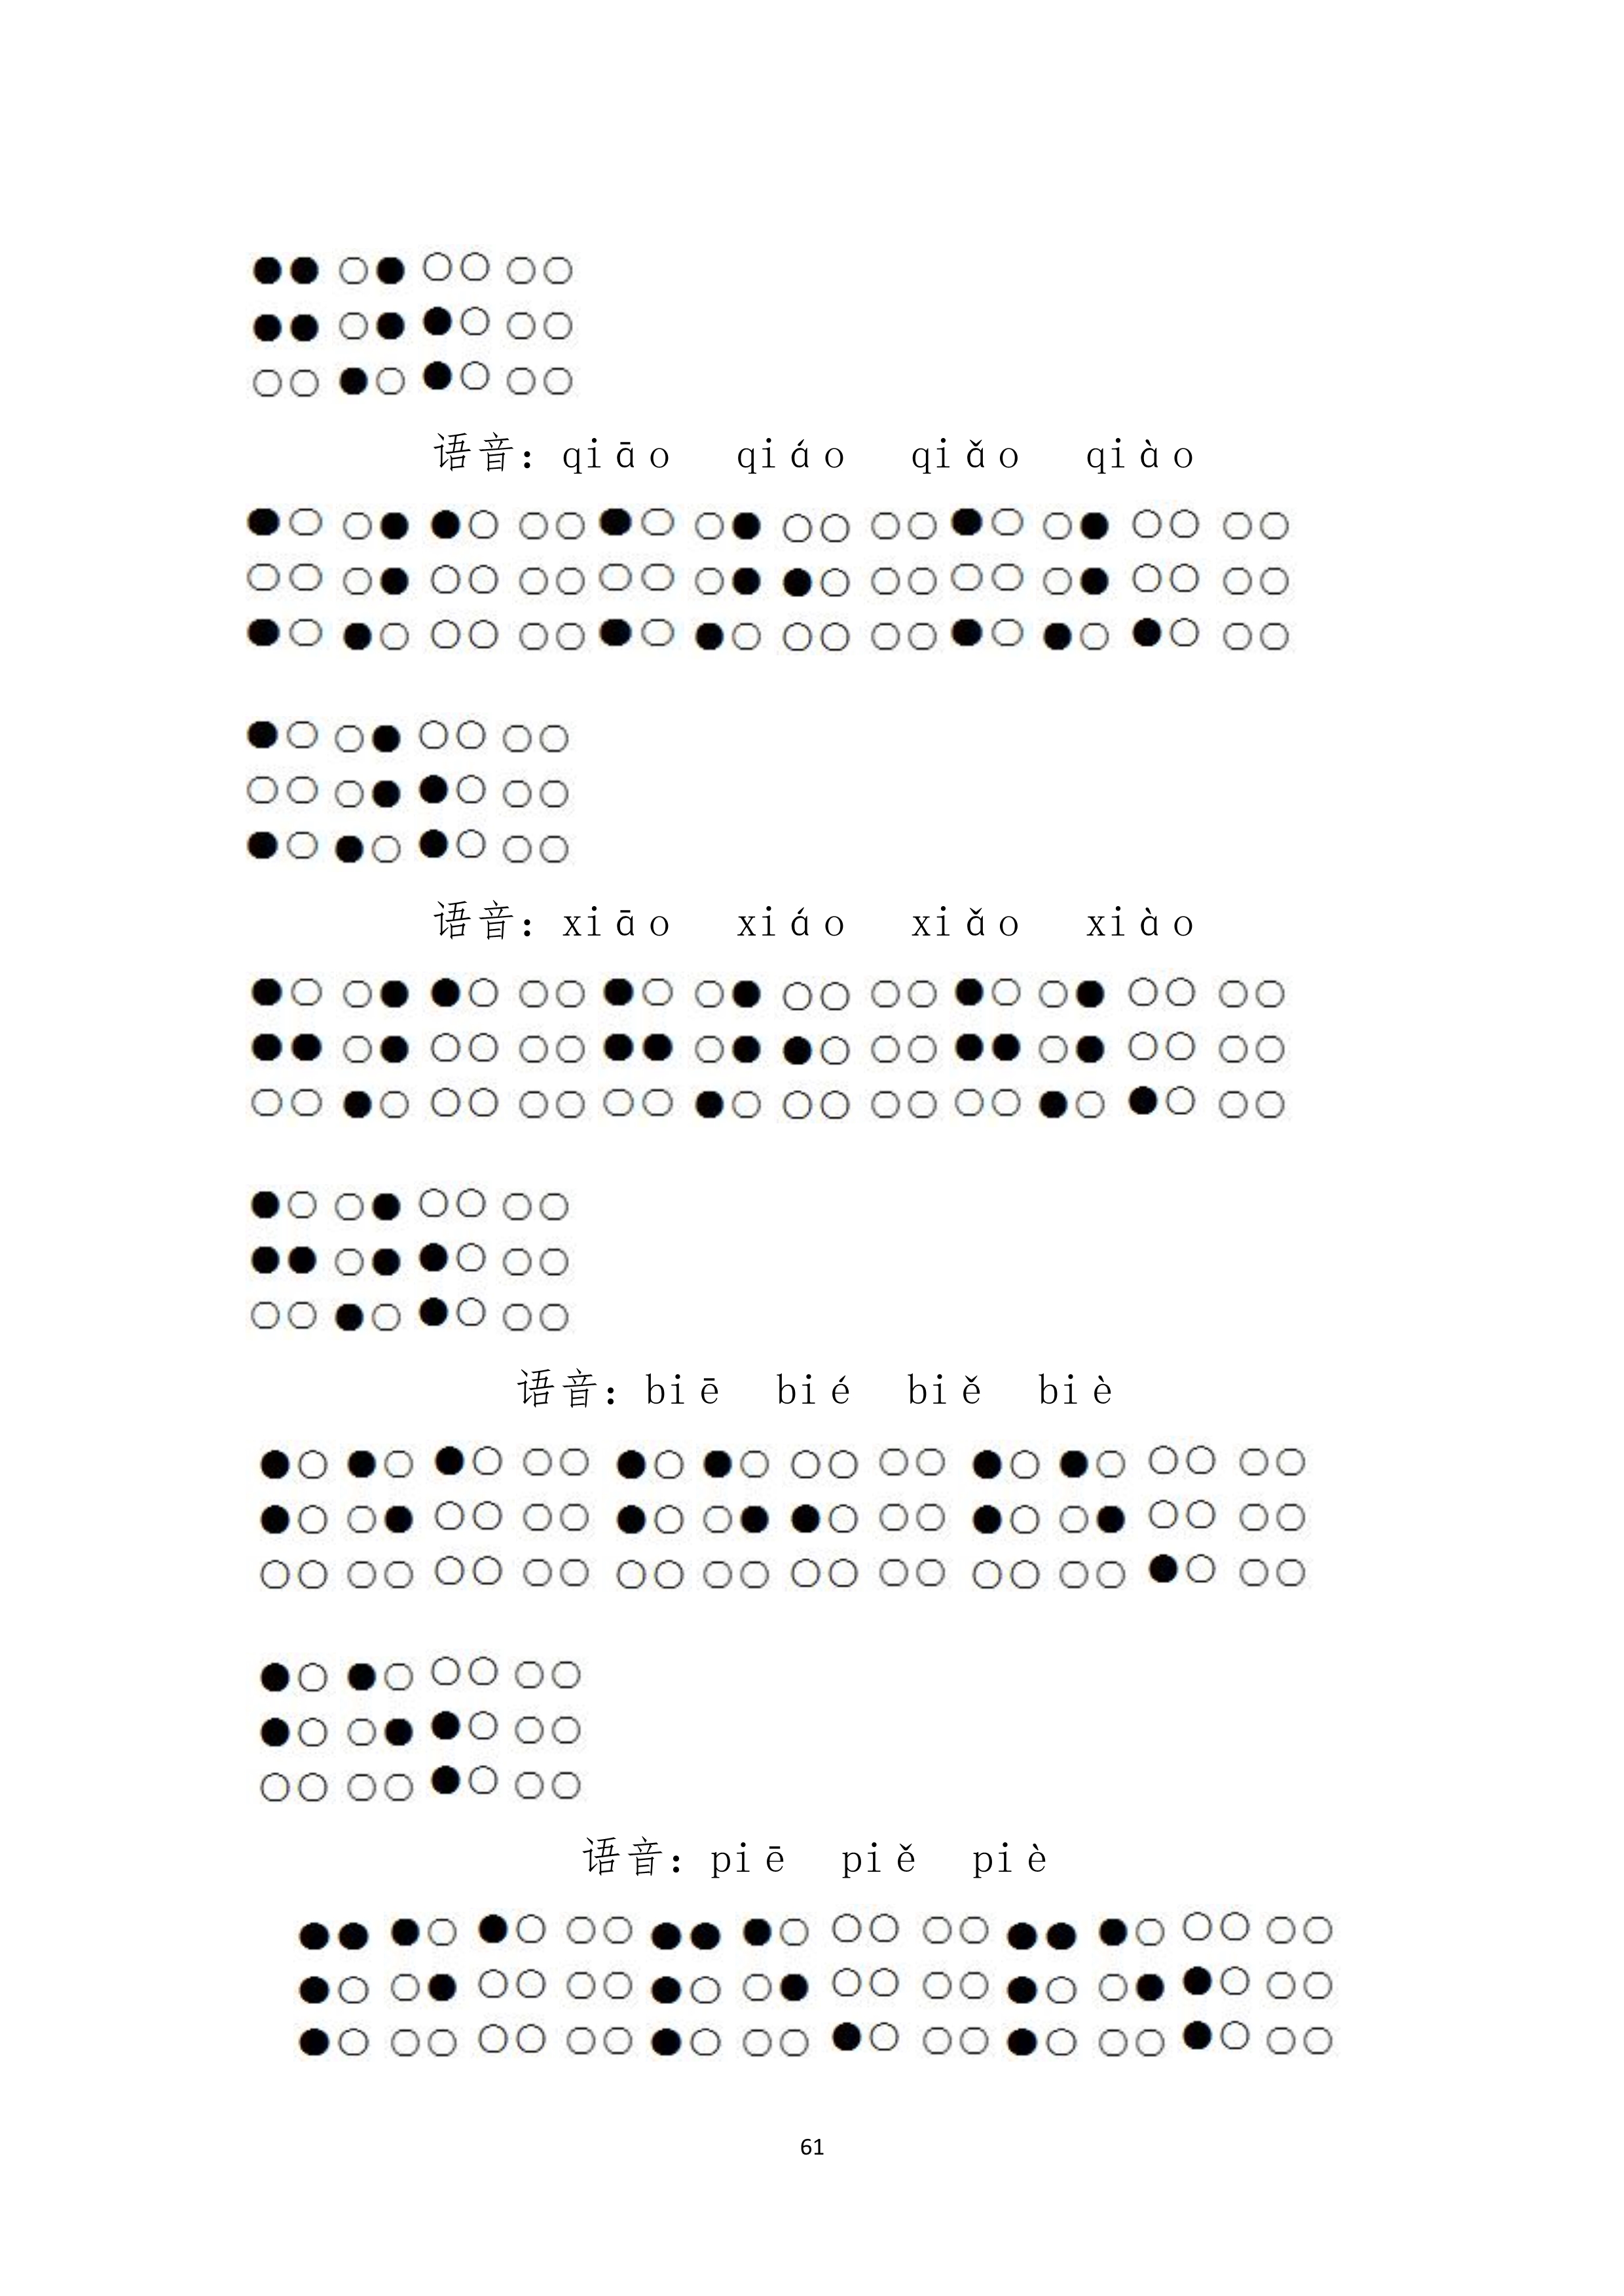 语音：qiāo qiáo qiǎo qiào
语音：xiāo xiáo xiǎo xiào
语音：biē bié biě biè
语音：piē piě piè
61